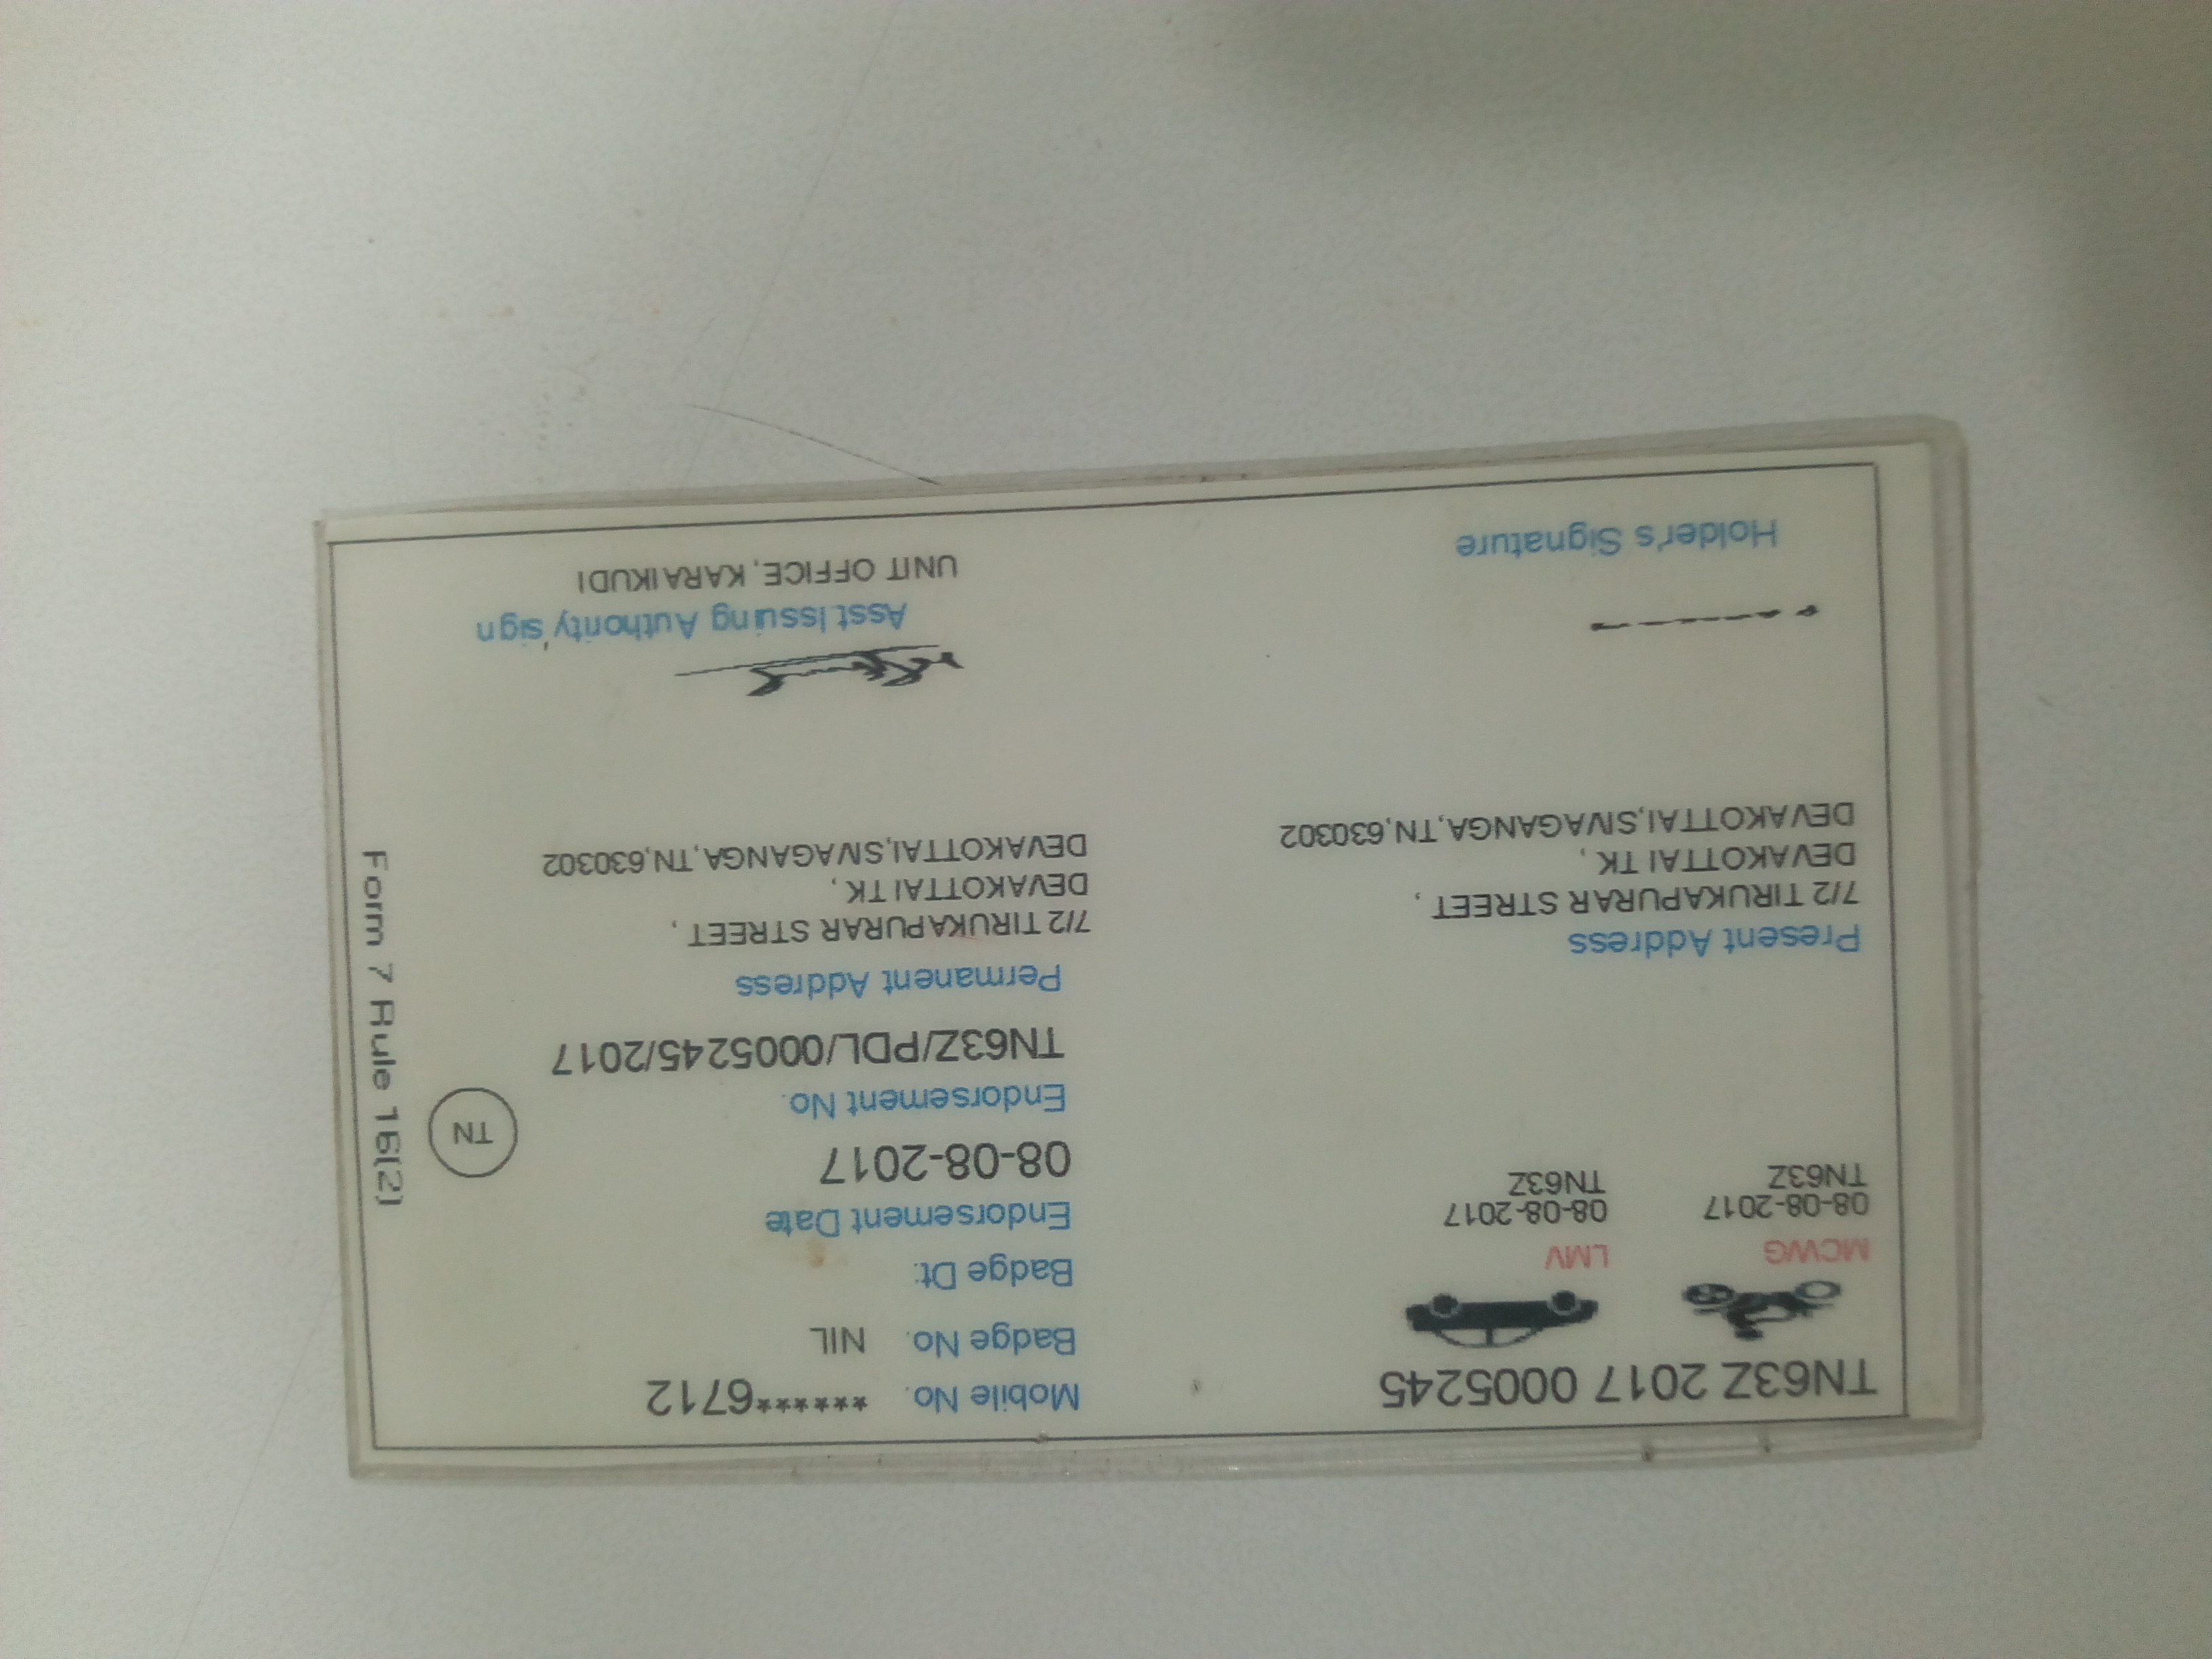 TN63Z 2017 0005245
MCWG
08-08-2017
TN63Z
LMV
08-08-2017
TN63Z
Present Address
7/2 TIRUKAPURAR STREET ,
DEVAKOTTAI TK ,
DEVAKOTTAI,SIVAGANGA,TN,630302
Holder's Signature
Mobile No. ******6712
Badge No. NIL
Badge Dt:
Endorsement Date
08-08-2017
Endorsement No.
TN63Z/PDL/0005245/2017
Permanent Address
7/2 TIRUKAPURAR STREET ,
DEVAKOTTAI TK ,
DEVAKOTTAI,SIVAGANGA,TN,630302
Asst Issuing Authority'sign
UNIT OFFICE, KARAIKUDI
TN
Form 7 Rule 16(2)